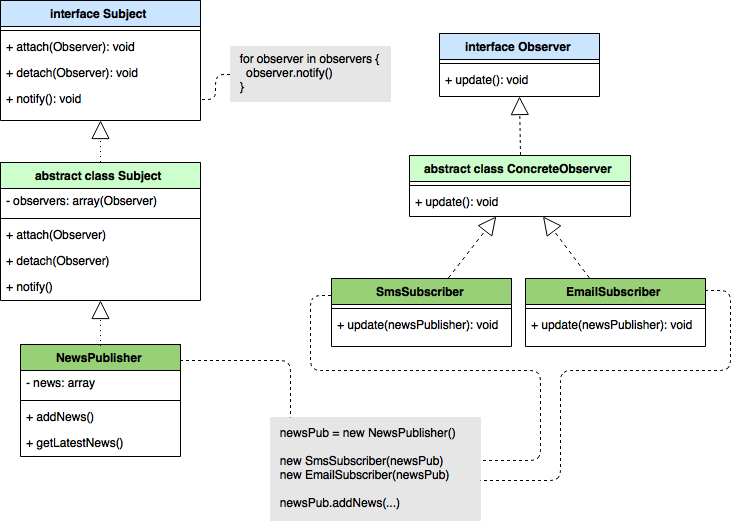 interface Subject
+ attach(Observer): void
+ detach(Observer): void
+ notify(): void
for observer in observers {
observer.notify()
}
interface Observer
+ update(): void
abstract class Subject
- observers: array(Observer)
+ attach(Observer)
+ detach(Observer)
+ notify()
abstract class ConcreteObserver
+ update(): void
SmsSubscriber
+ update(newsPublisher): void
EmailSubscriber
+ update(newsPublisher): void
NewsPublisher
- news: array
+ addNews()
+ getLatestNews()
newsPub = new NewsPublisher()
new SmsSubscriber(newsPub)
new EmailSubscriber(newsPub)
newsPub.addNews(...)